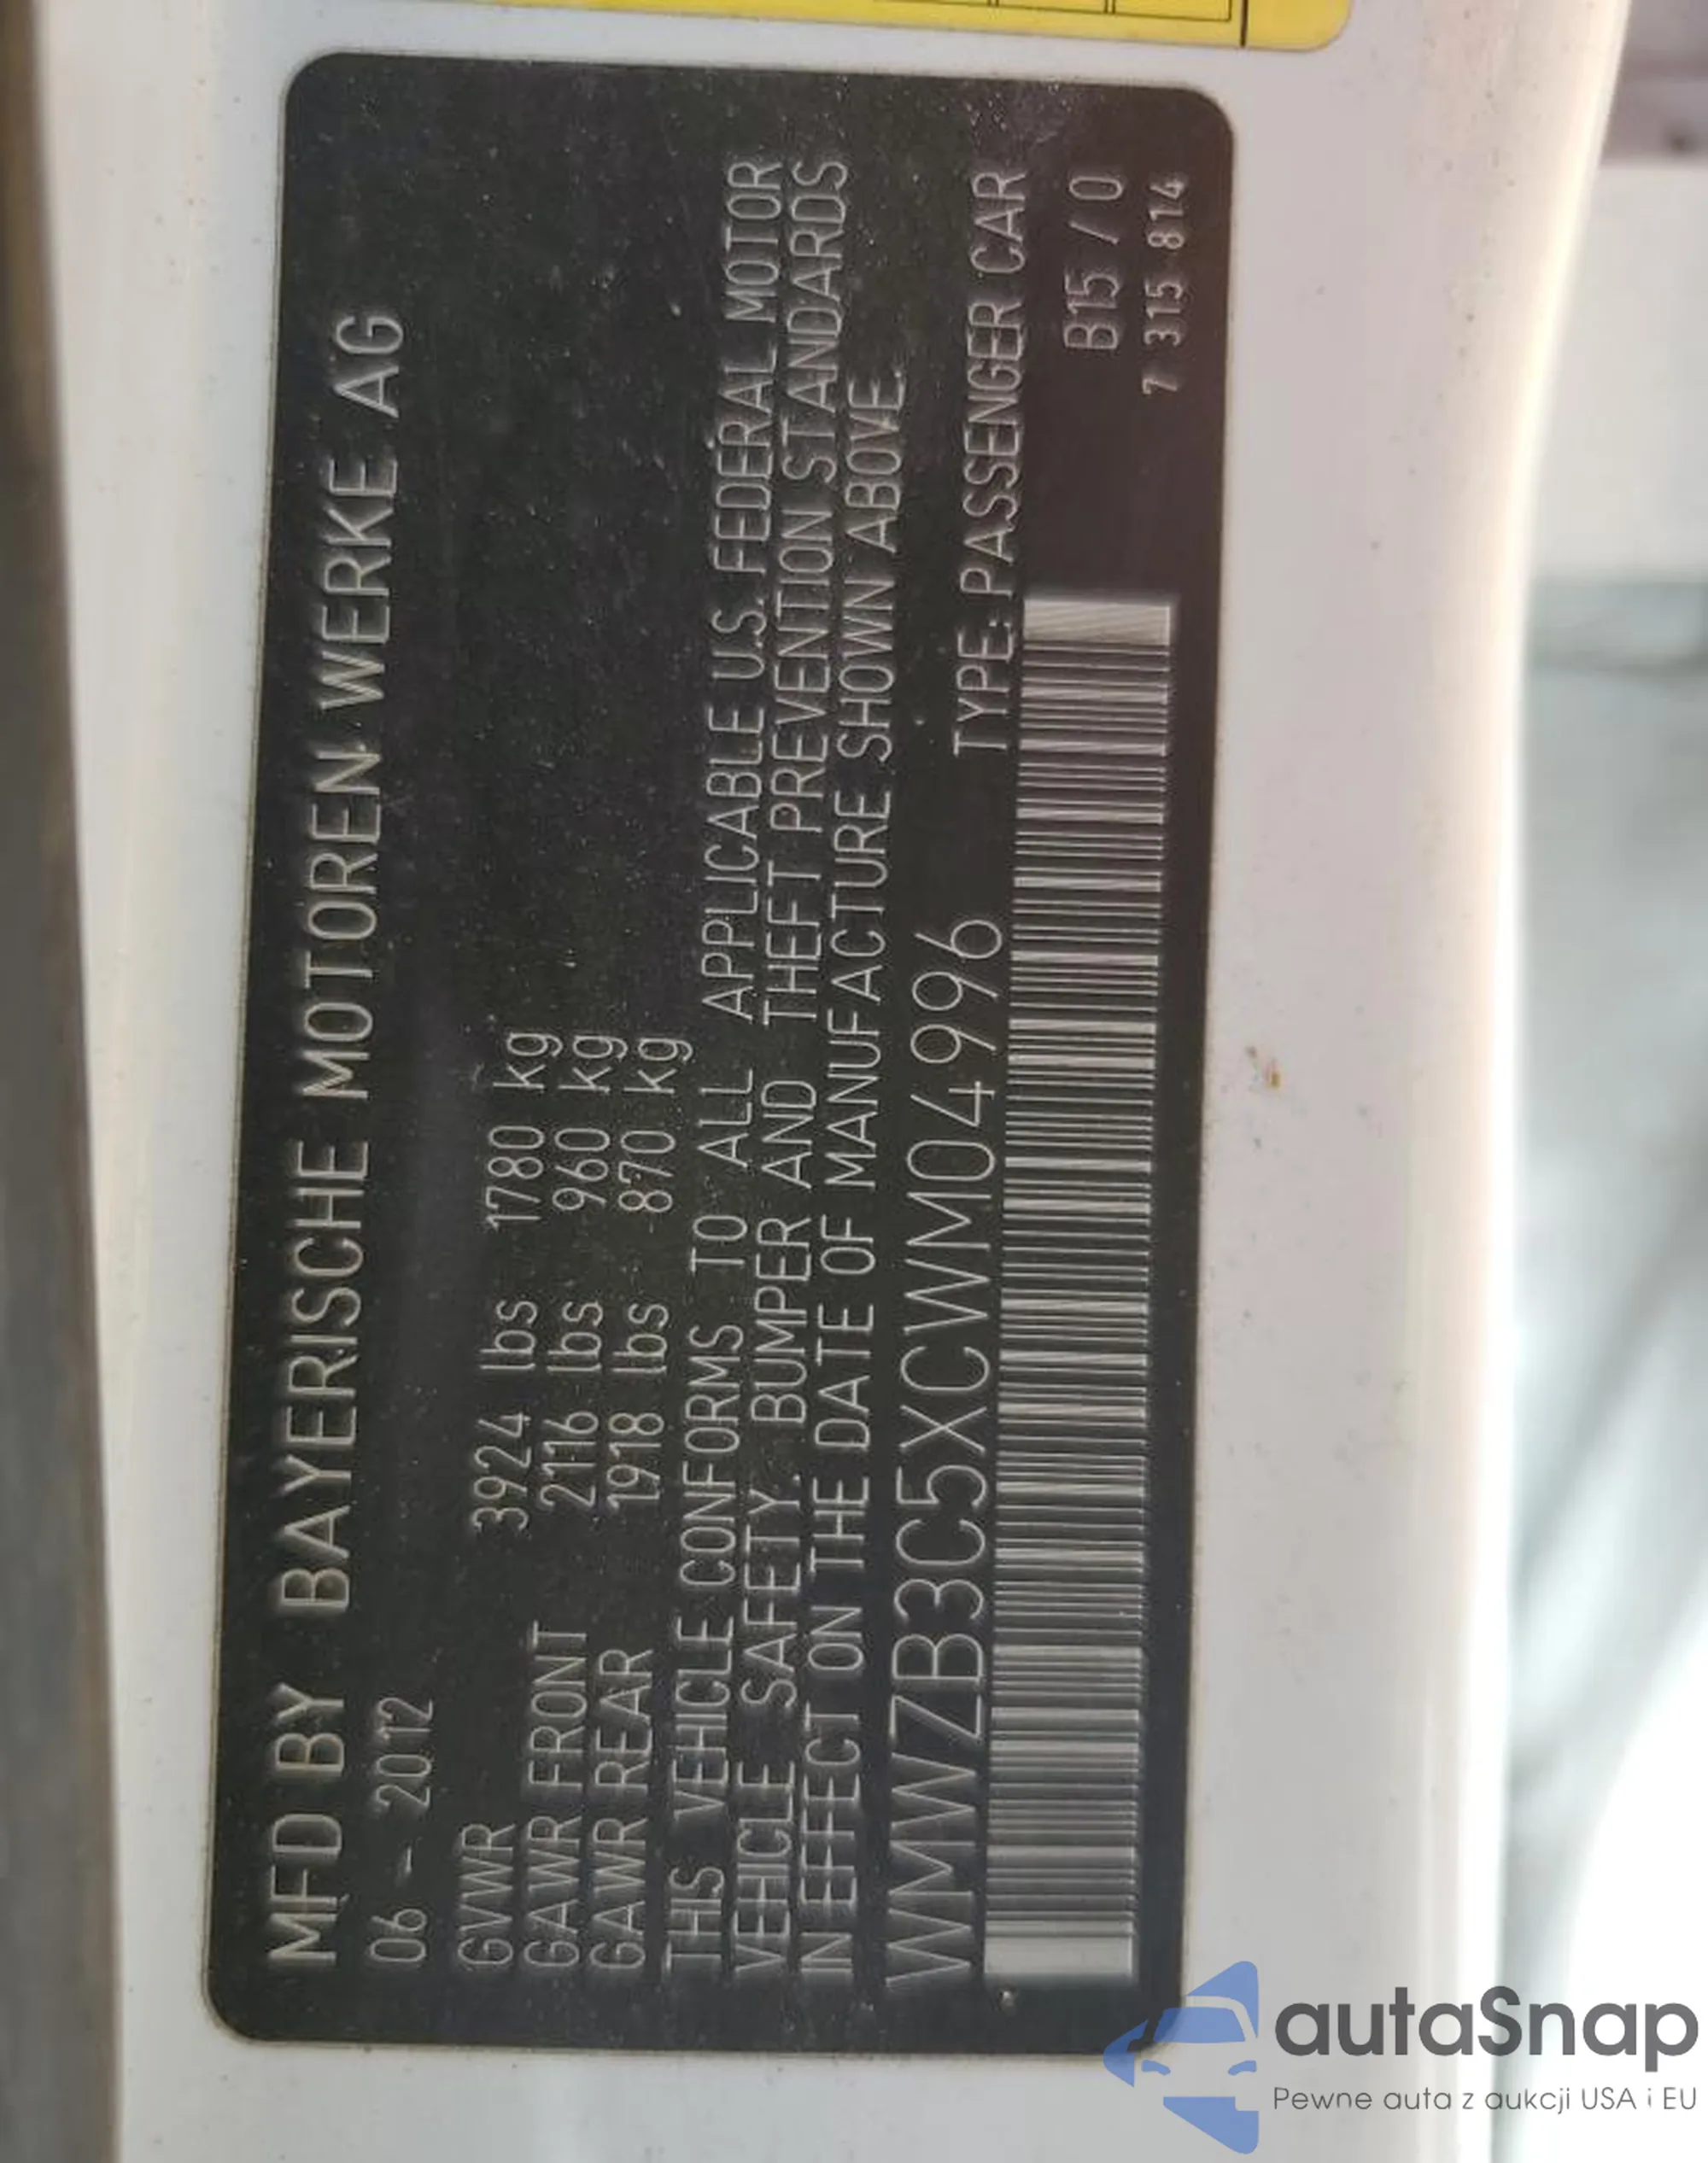 MFD BY BAYERISCHE MOTOREN WERKE AG
06 - 2012
GVWR 3924 lbs 1780 kg
GAWR FRONT 2116 lbs 960 kg
GAWR REAR 1918 lbs 870 kg
THIS VEHICLE CONFORMS TO ALL APPLICABLE U.S. FEDERAL MOTOR
VEHICLE SAFETY. BUMPER AND THEFT PREVENTION STANDARDS
IN EFFECT ON THE DATE OF MANUFACTURE SHOWN ABOVE.
WMWZB3C5XCWM04996 TYPE: PASSENGER CAR
B15 / 0
7 315 814
autaSnap
Pewne auta z aukcji USA i EU